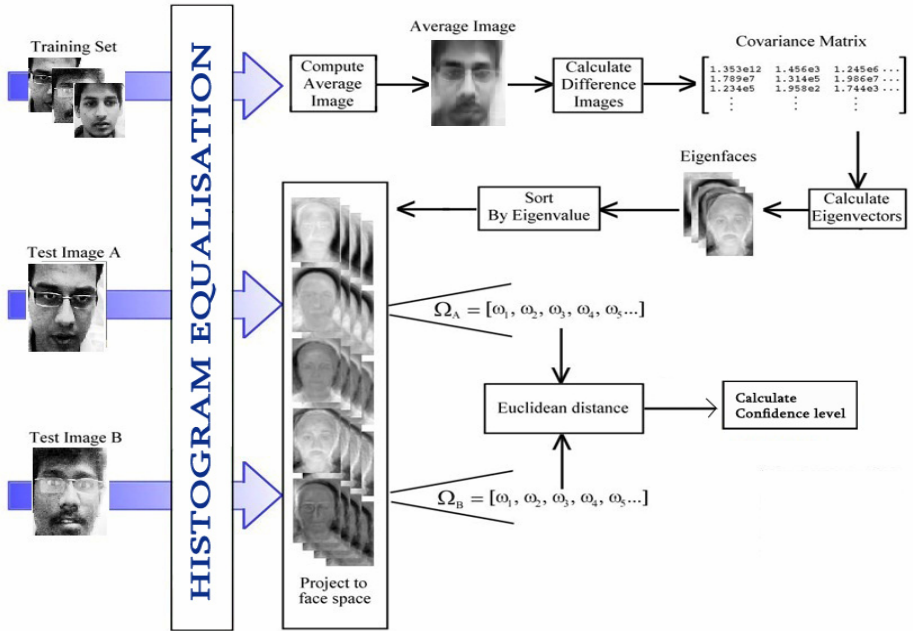 Training Set
HISTOGRAM EQUALISATION
Compute
Average
Image
Average Image
Calculate
Difference
Images
Covariance Matrix
1.353e12 1.456e3 1.245e6 ...
1.789e7 1.314e5 1.986e7 ...
1.234e5 1.958e2 1.744e3 ...
⋮ ⋮ ⋮
Calculate
Eigenvectors
Eigenfaces
Sort
By Eigenvalue
Test Image A
Ω_A = [ω₁, ω₂, ω₃, ω₄, ω₅...]
Euclidean distance
Calculate
Confidence level
Test Image B
Ω_B = [ω₁, ω₂, ω₃, ω₄, ω₅...]
Project to
face space